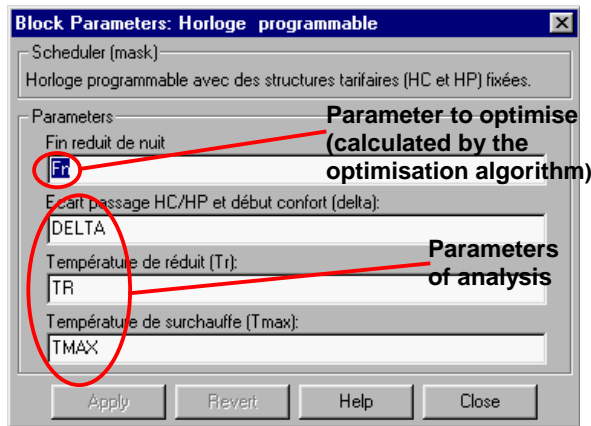 Block Parameters: Horloge programmable
Scheduler (mask)
Horloge programmable avec des structures tarifaires (HC et HP) fixées.
Parameters
Parameter to optimise
(calculated by the
optimisation algorithm)
Fin reduit de nuit
Fn
Ecart passage HC/HP et début confort (delta):
DELTA
Parameters
of analysis
Température de réduit (Tr):
TR
Température de surchauffe (Tmax):
TMAX
Apply Revert Help Close